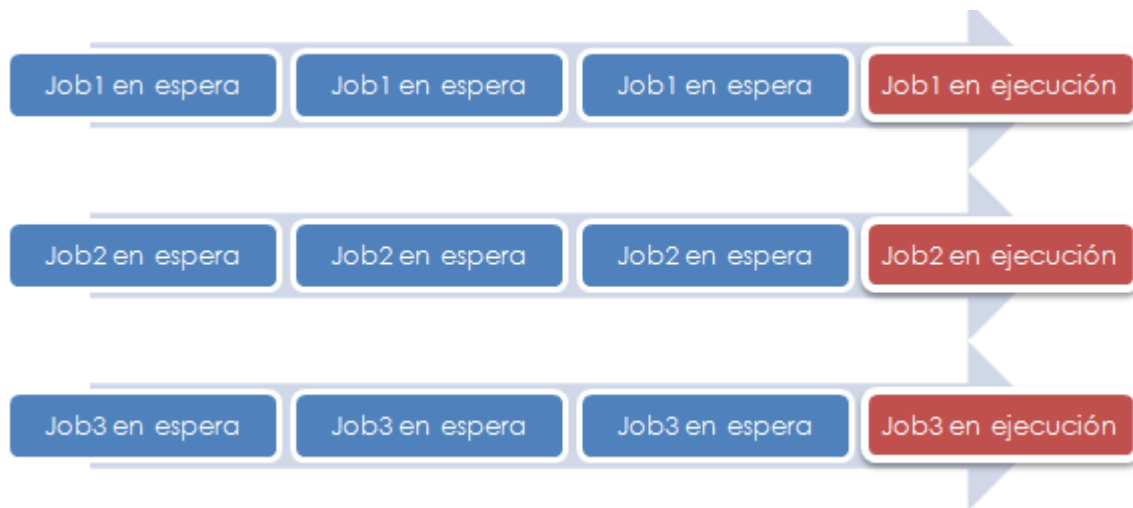 Job1 en espera Job1 en espera Job1 en espera Job1 en ejecución
Job2 en espera Job2 en espera Job2 en espera Job2 en ejecución
Job3 en espera Job3 en espera Job3 en espera Job3 en ejecución